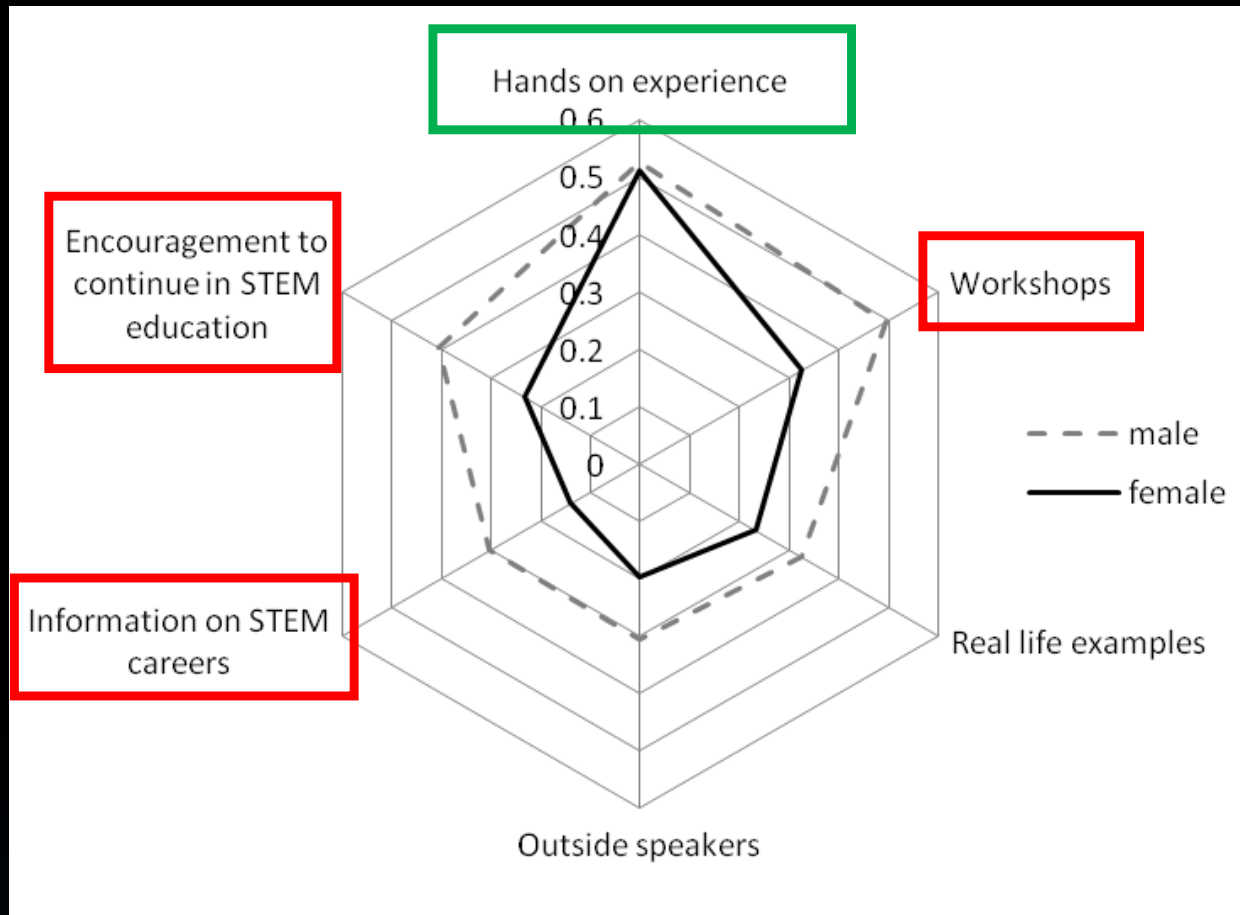 Hands on experience
0.6
0.5
0.4
0.3
0.2
0.1
0
Encouragement to
continue in STEM
education
Workshops
male
female
Information on STEM
careers
Real life examples
Outside speakers